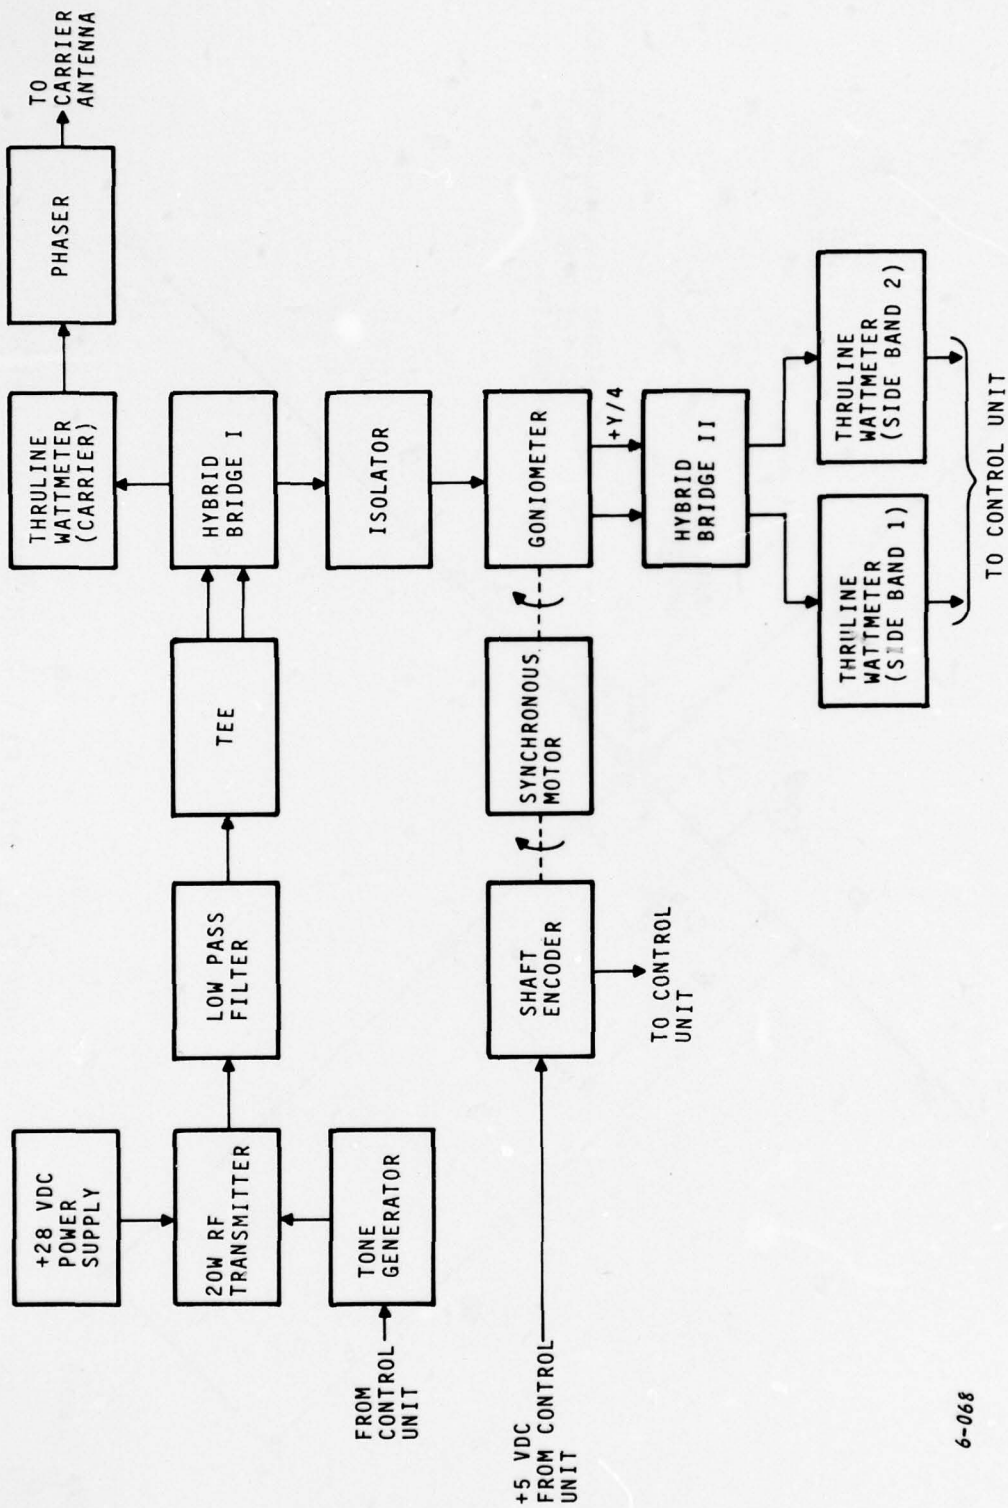 +28 VDC
POWER
SUPPLY
20W RF
TRANSMITTER
TONE
GENERATOR
FROM
CONTROL
UNIT
LOW PASS
FILTER
TEE
THRULINE
WATTMETER
(CARRIER)
PHASER
TO
CARRIER
ANTENNA
HYBRID
BRIDGE I
ISOLATOR
+5 VDC
FROM CONTROL
UNIT
SHAFT
ENCODER
TO CONTROL
UNIT
SYNCHRONOUS
MOTOR
GONIOMETER
+Y/4
HYBRID
BRIDGE II
THRULINE
WATTMETER
(SIDE BAND 1)
THRULINE
WATTMETER
(SIDE BAND 2)
TO CONTROL UNIT
6-068